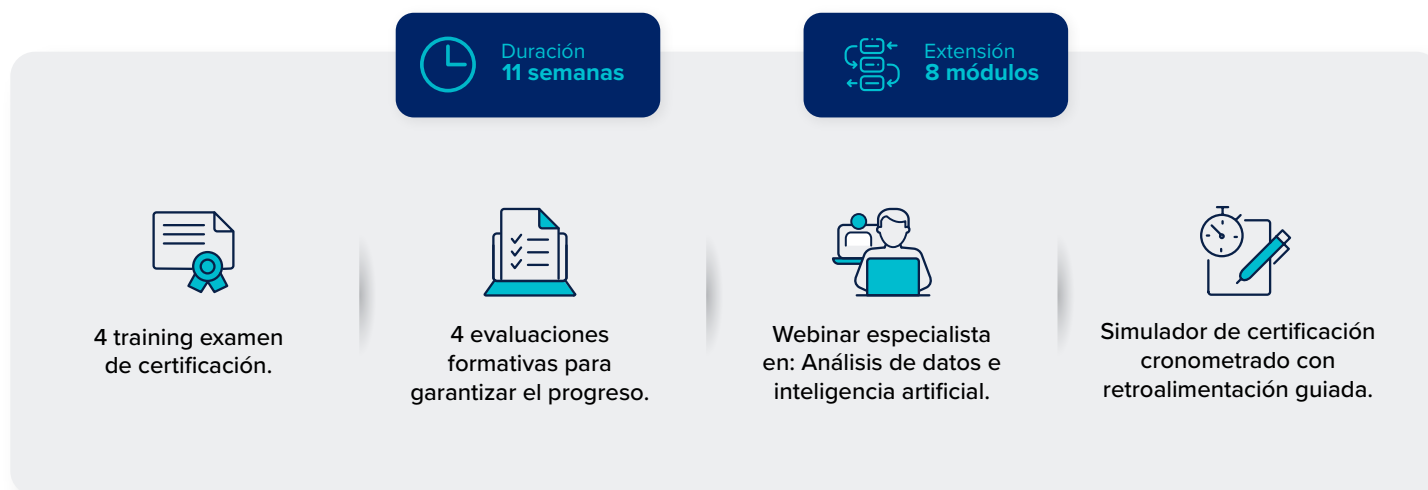 Duración
11 semanas
Extensión
8 módulos
4 training examen
de certificación.
4 evaluaciones
formativas para
garantizar el progreso.
Webinar especialista
en: Análisis de datos e
inteligencia artificial.
Simulador de certificación
cronometrado con
retroalimentación guiada.